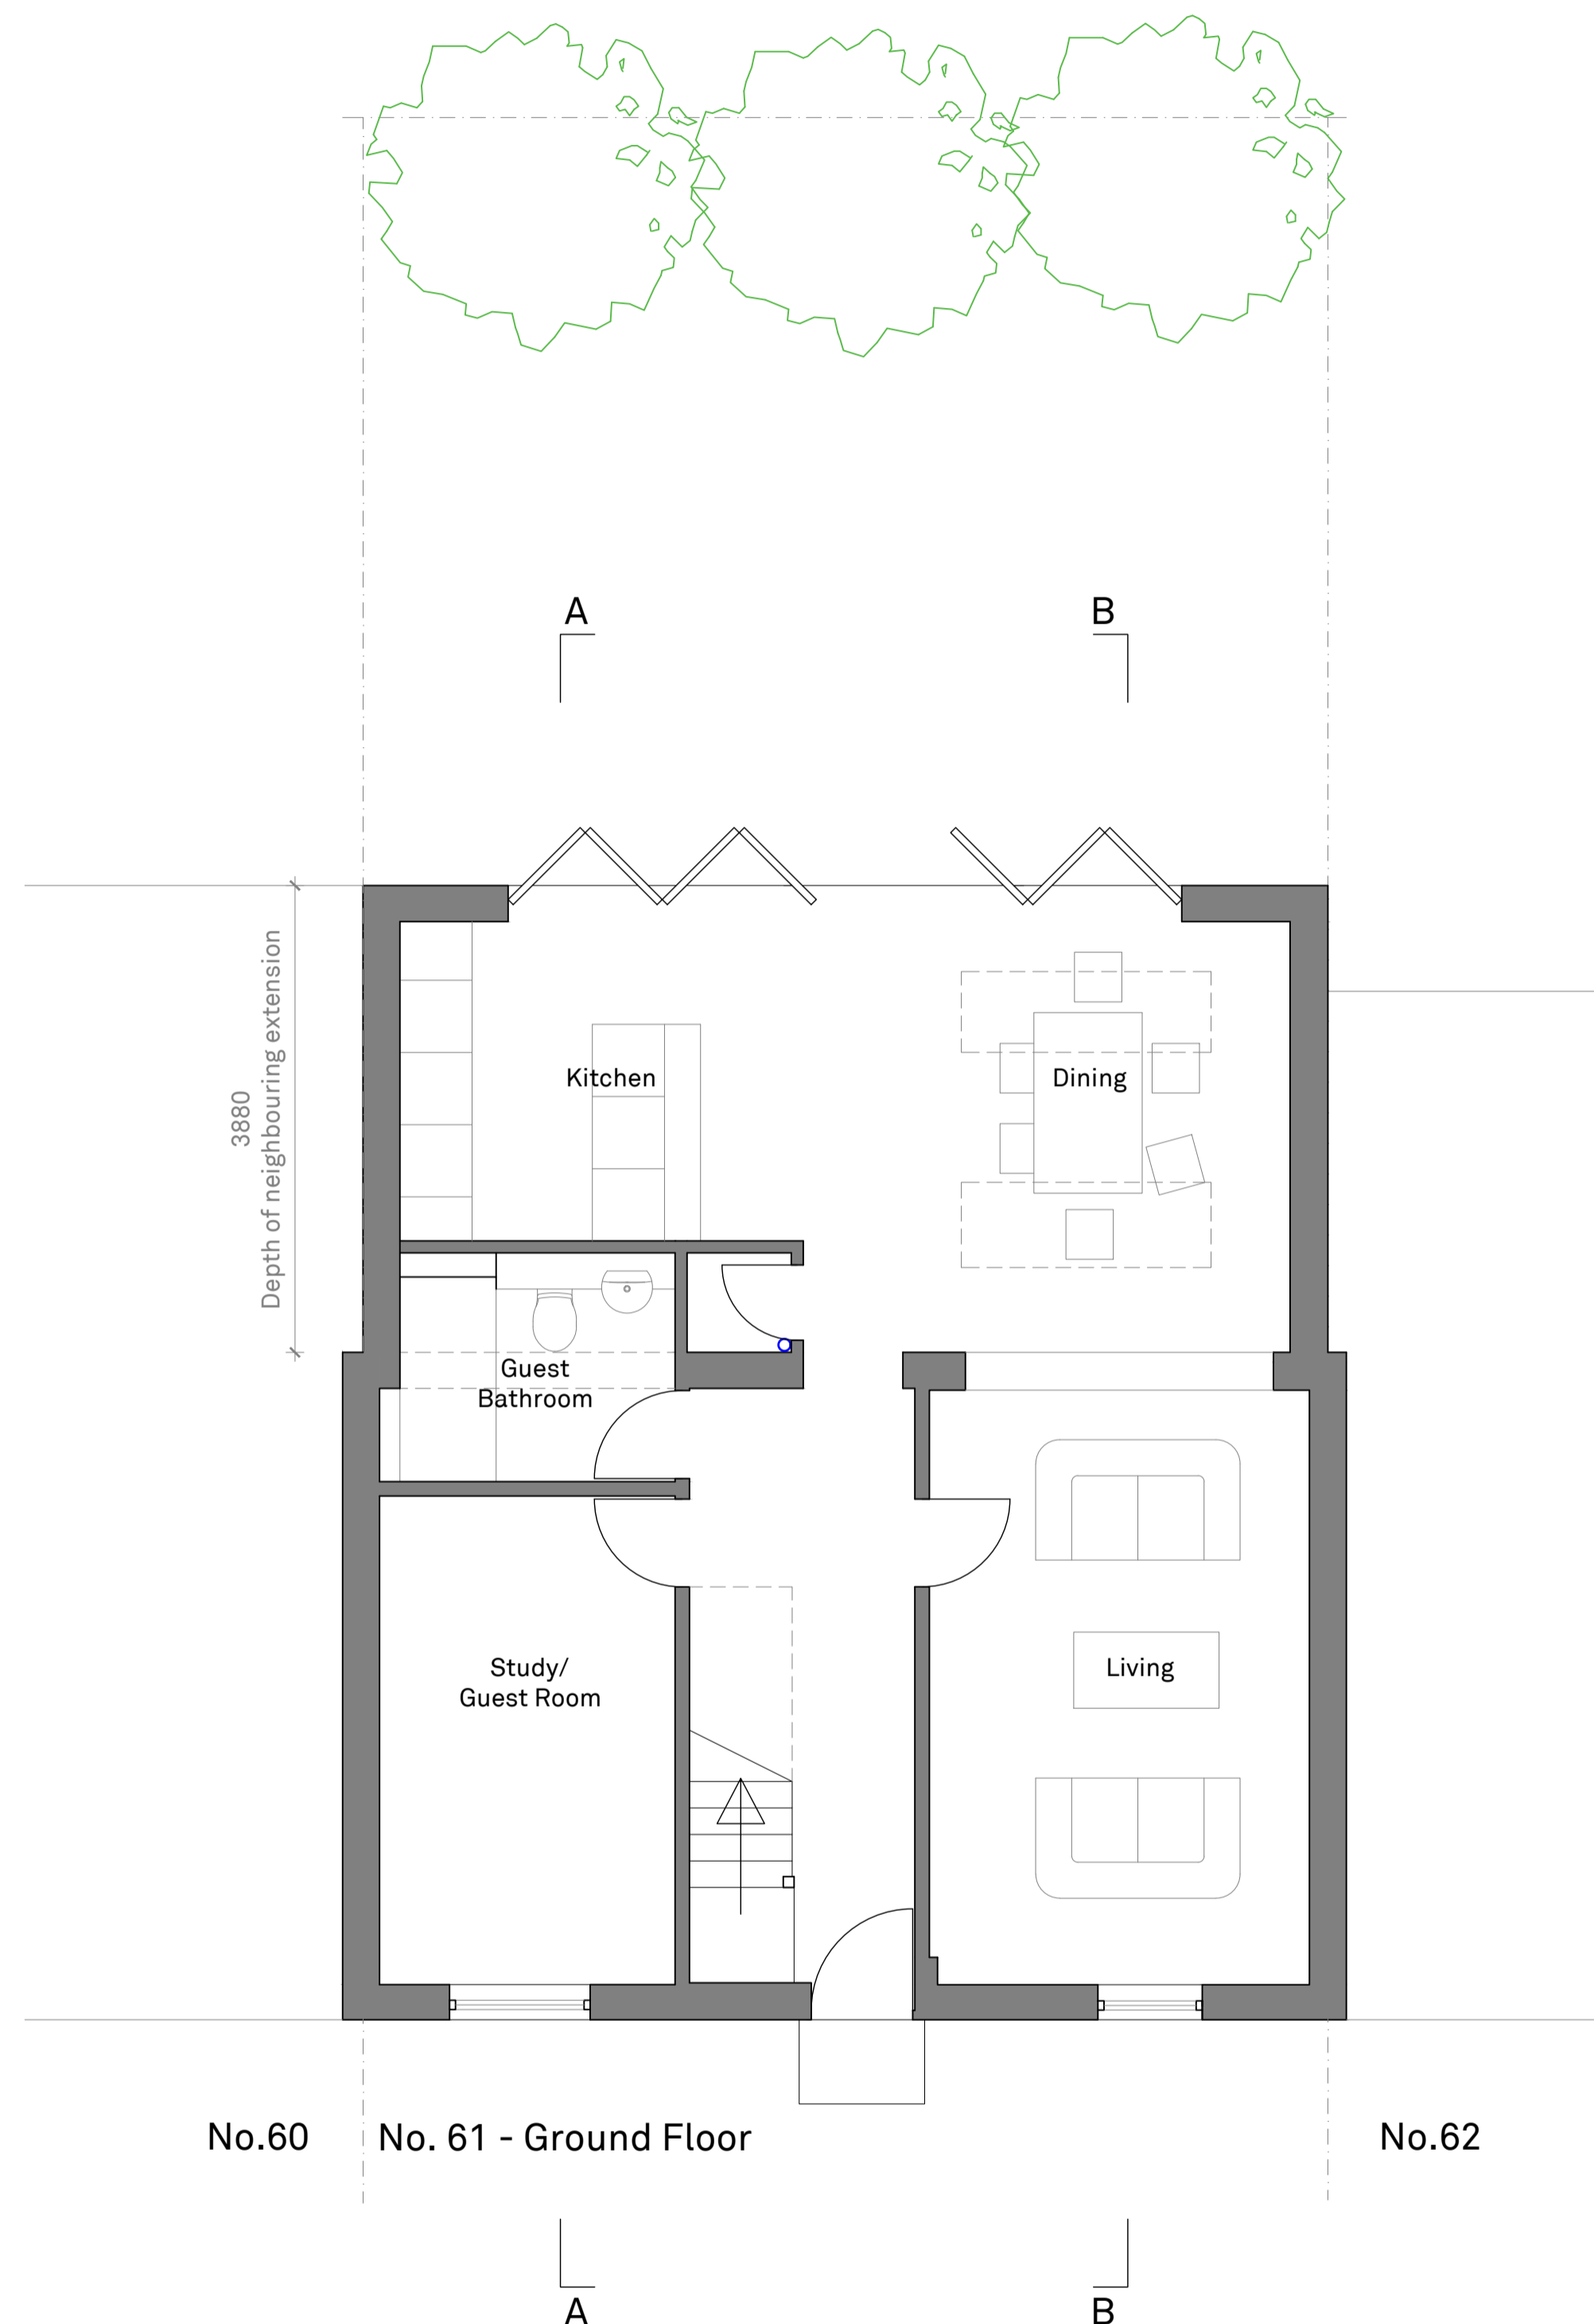 A
B
3880
Depth of neighbouring extension
Kitchen
Dining
Guest
Bathroom
Study/
Guest Room
Living
No.60
No. 61 - Ground Floor
No.62
A
B